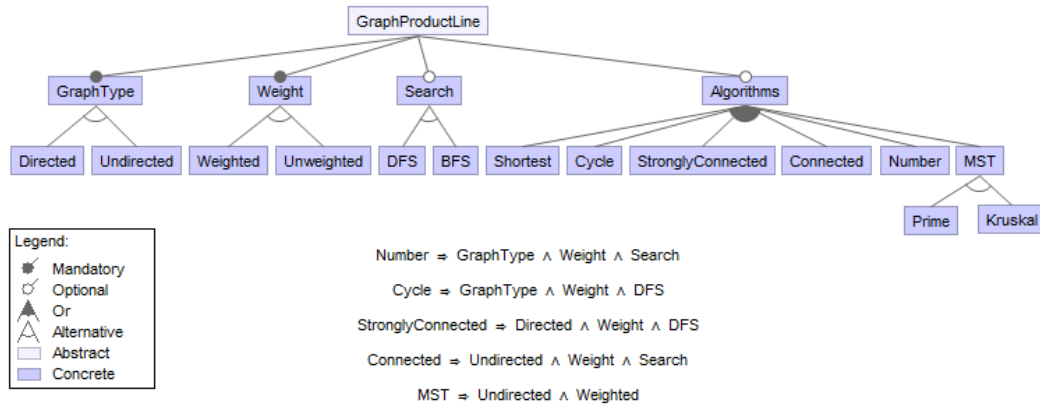 GraphProductLine
GraphType Weight Search Algorithms
Directed Undirected Weighted Unweighted DFS BFS Shortest Cycle StronglyConnected Connected Number MST
Prime Kruskal
Legend:
Mandatory
Optional
Or
Alternative
Abstract
Concrete
Number ⇒ GraphType ∧ Weight ∧ Search
Cycle ⇒ GraphType ∧ Weight ∧ DFS
StronglyConnected ⇒ Directed ∧ Weight ∧ DFS
Connected ⇒ Undirected ∧ Weight ∧ Search
MST ⇒ Undirected ∧ Weighted